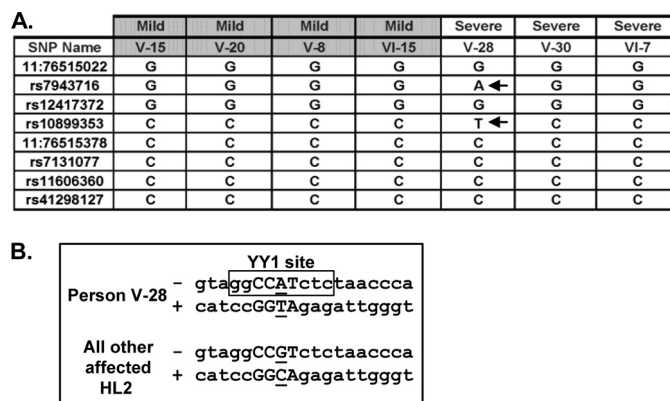 A.
Mild Mild Mild Mild Severe Severe Severe
SNP Name V-15 V-20 V-8 VI-15 V-28 V-30 VI-7
11:76515022 G G G G G G G
rs7943716 G G G G A G G
rs12417372 G G G G G G G
rs10899353 C C C C T C C
11:76515378 C C C C C C C
rs7131077 C C C C C C C
rs11606360 C C C C C C C
rs41298127 C C C C C C C
B.
YY1 site
Person V-28
- gtaggCCATctctaaccca
+ catccGGTAgagattgggt
All other affected HL2
- gtaggCCGTctctaaccca
+ catccGGCAgagattgggt